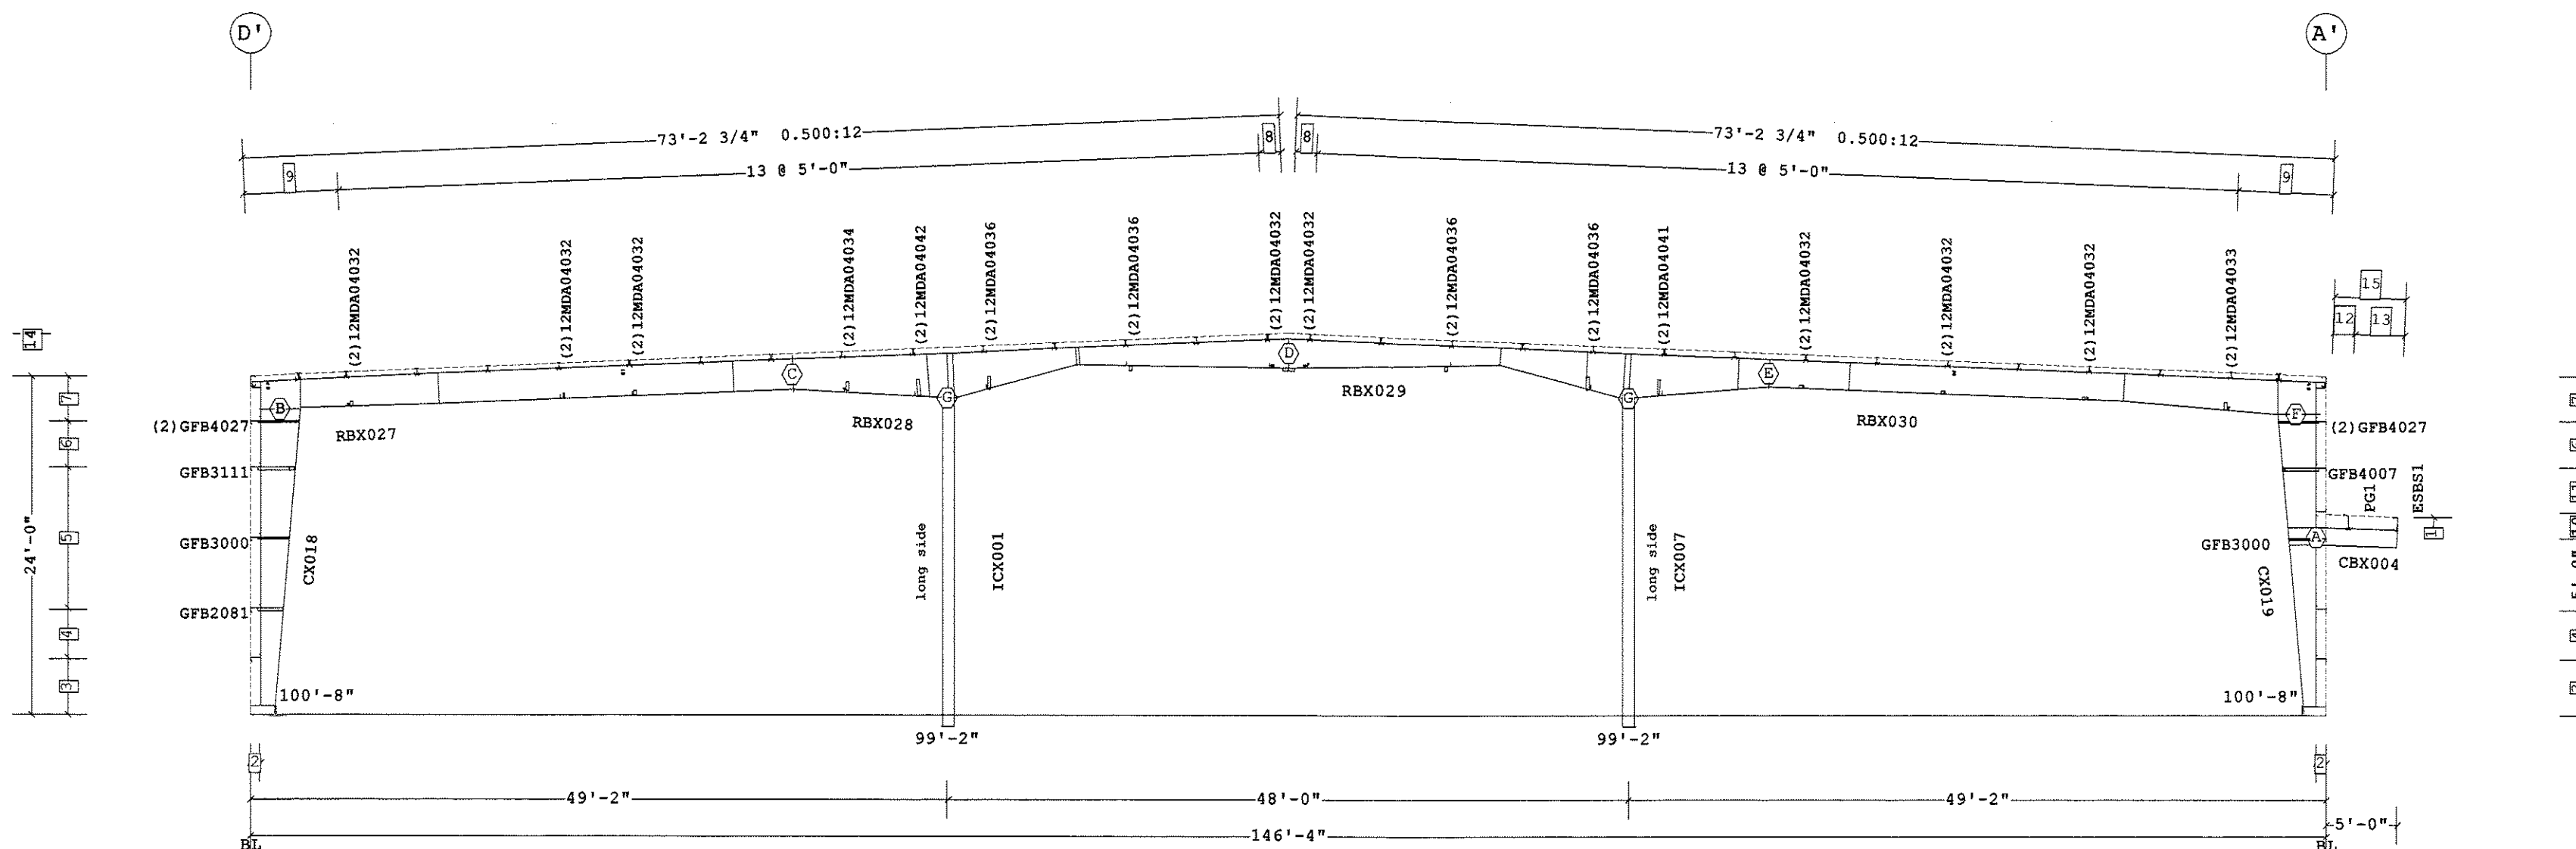 D'
A'
73'-2 3/4" 0.500:12
8
8
73'-2 3/4" 0.500:12
9
13 @ 5'-0"
13 @ 5'-0"
9
(2)12MDA04032
(2)12MDA04032
(2)12MDA04032
(2)12MDA04034
(2)12MDA04042
(2)12MDA04036
(2)12MDA04036
(2)12MDA04032
(2)12MDA04032
(2)12MDA04036
(2)12MDA04036
(2)12MDA04041
(2)12MDA04032
(2)12MDA04032
(2)12MDA04032
(2)12MDA04033
15
12
13
14
7
6
5
4
3
24'-0"
B
C
G
D
G
E
F
A
RBX027
RBX028
RBX029
RBX030
(2)GFB4027
GFB3111
GFB3000
GFB2081
CX018
long side
ICX001
long side
ICX007
(2)GFB4027
GFB4007
PG1
ESBS1
1
GFB3000
CBX004
CX019
100'-8"
100'-8"
99'-2"
99'-2"
2
2
49'-2"
48'-0"
49'-2"
146'-4"
5'-0"
BL
BL